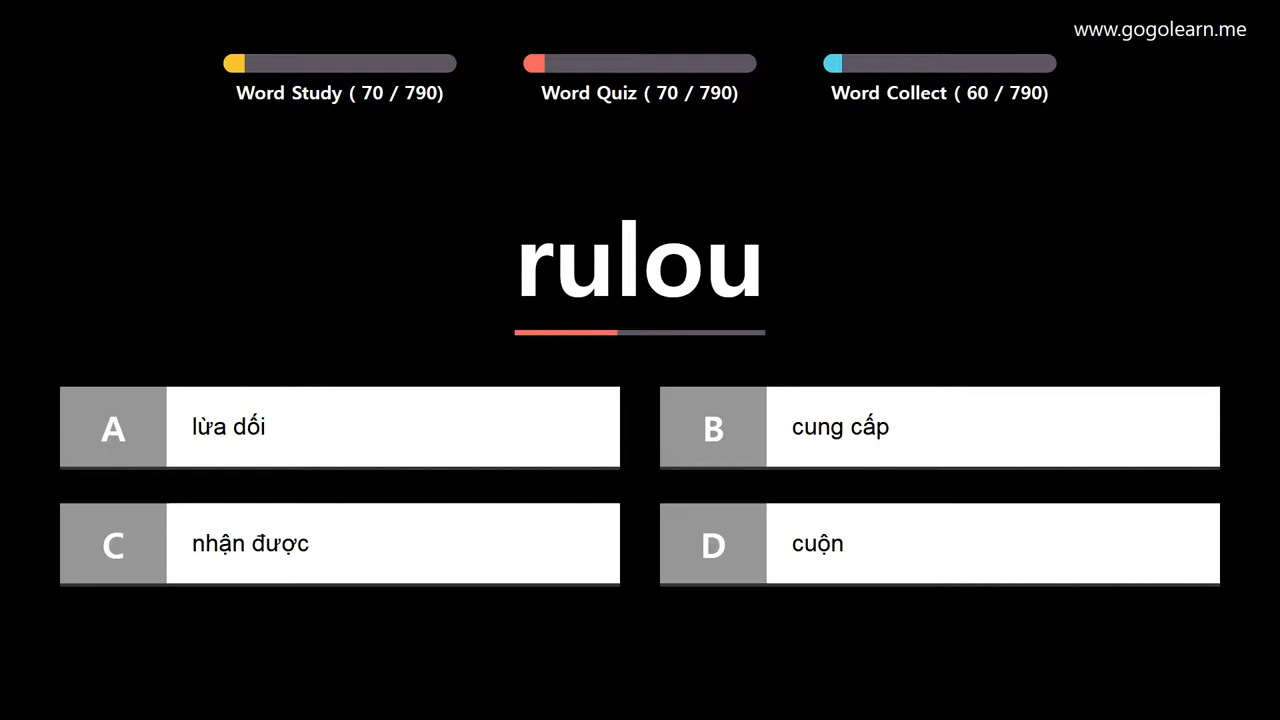 www.gogolearn.me
Word Study ( 70 / 790)
Word Quiz ( 70 / 790)
Word Collect ( 60 / 790)
rulou
A lừa dối
B cung cấp
C nhận được
D cuộn